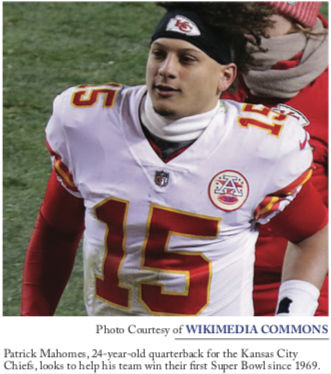 15
15
15
Photo Courtesy of WIKIMEDIA COMMONS
Patrick Mahomes, 24-year-old quarterback for the Kansas City
Chiefs, looks to help his team win their first Super Bowl since 1969.